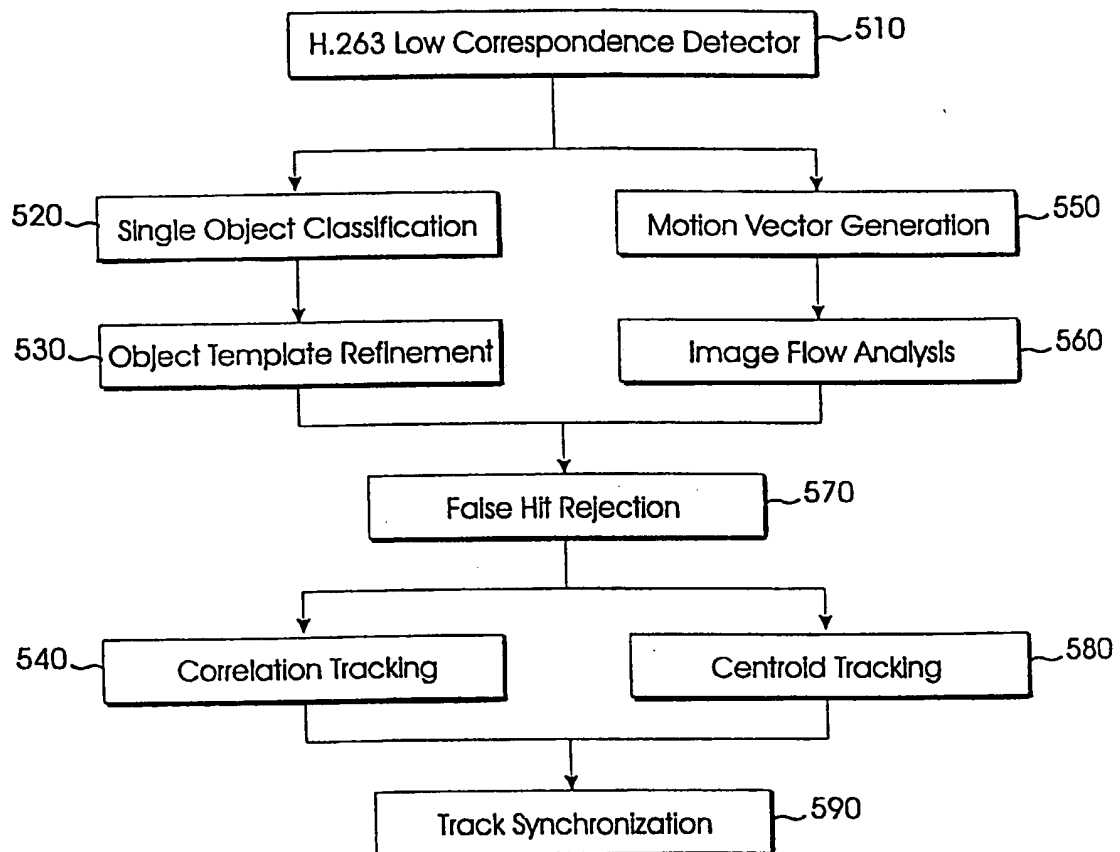 H.263 Low Correspondence Detector 510
520 Single Object Classification
Motion Vector Generation 550
530 Object Template Refinement
Image Flow Analysis 560
False Hit Rejection 570
540 Correlation Tracking
Centroid Tracking 580
Track Synchronization 590